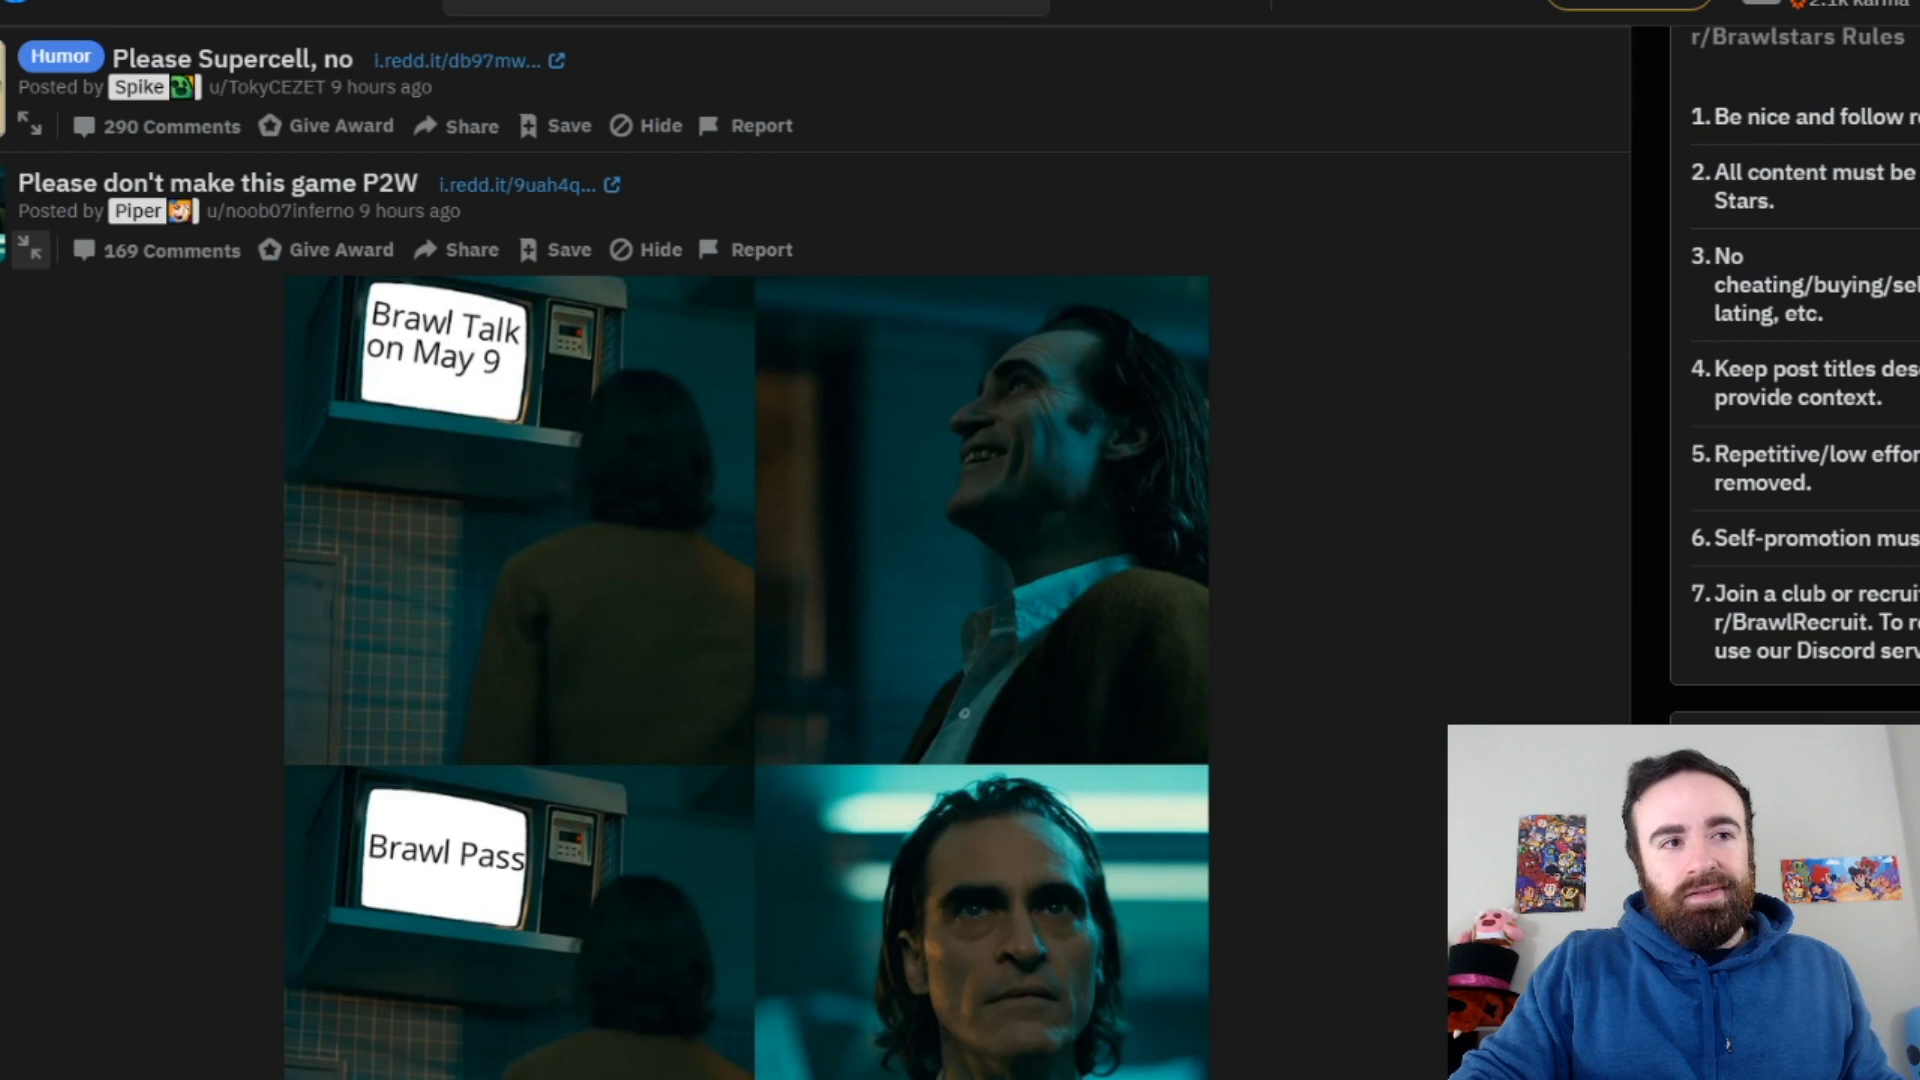 Humor Please Supercell, no i.redd.it/db97mw...
Posted by Spike u/TokyCEZET 9 hours ago
290 Comments Give Award Share Save Hide Report
Please don't make this game P2W i.redd.it/9uah4q...
Posted by Piper u/noob07inferno 9 hours ago
169 Comments Give Award Share Save Hide Report
Brawl Talk
on May 9
Brawl Pass
r/Brawlstars Rules
1. Be nice and follow
2. All content must be
Stars.
3. No
cheating/buying/sel
lating, etc.
4. Keep post titles des
provide context.
5. Repetitive/low effor
removed.
6. Self-promotion mus
7. Join a club or recrui
r/BrawlRecruit. To
use our Discord serv